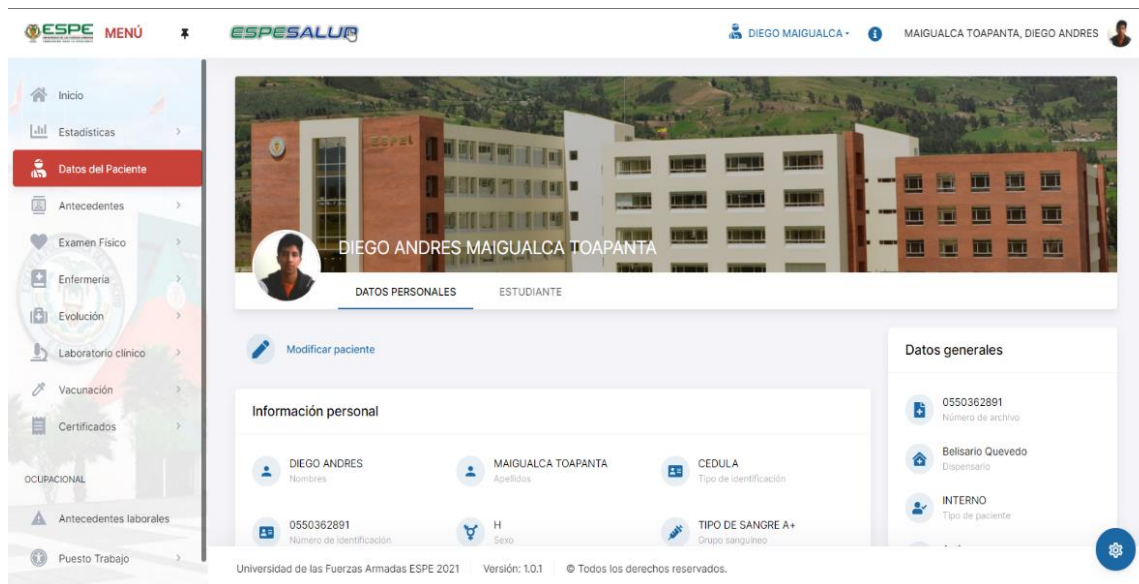 ESPE MENÚ
ESPESALUD
DIEGO MAIGUALCA
MAIGUALCA TOAPANTA, DIEGO ANDRES
Inicio
Estadísticas
Datos del Paciente
Antecedentes
Examen Físico
Enfermería
Evolución
Laboratorio clínico
Vacunación
Certificados
OCUPACIONAL
Antecedentes laborales
Puesto Trabajo
ESPE
DIEGO ANDRES MAIGUALCA TOAPANTA
DATOS PERSONALES ESTUDIANTE
Modificar paciente
Información personal
DIEGO ANDRES
Nombres
MAIGUALCA TOAPANTA
Apellidos
CEDULA
Tipo de identificación
0550362891
Número de identificación
H
Sexo
TIPO DE SANGRE A+
Grupo sanguíneo
Datos generales
0550362891
Número de archivo
Belisario Quevedo
Dispensario
INTERNO
Tipo de paciente
Universidad de las Fuerzas Armadas ESPE 2021 Versión: 1.0.1 © Todos los derechos reservados.